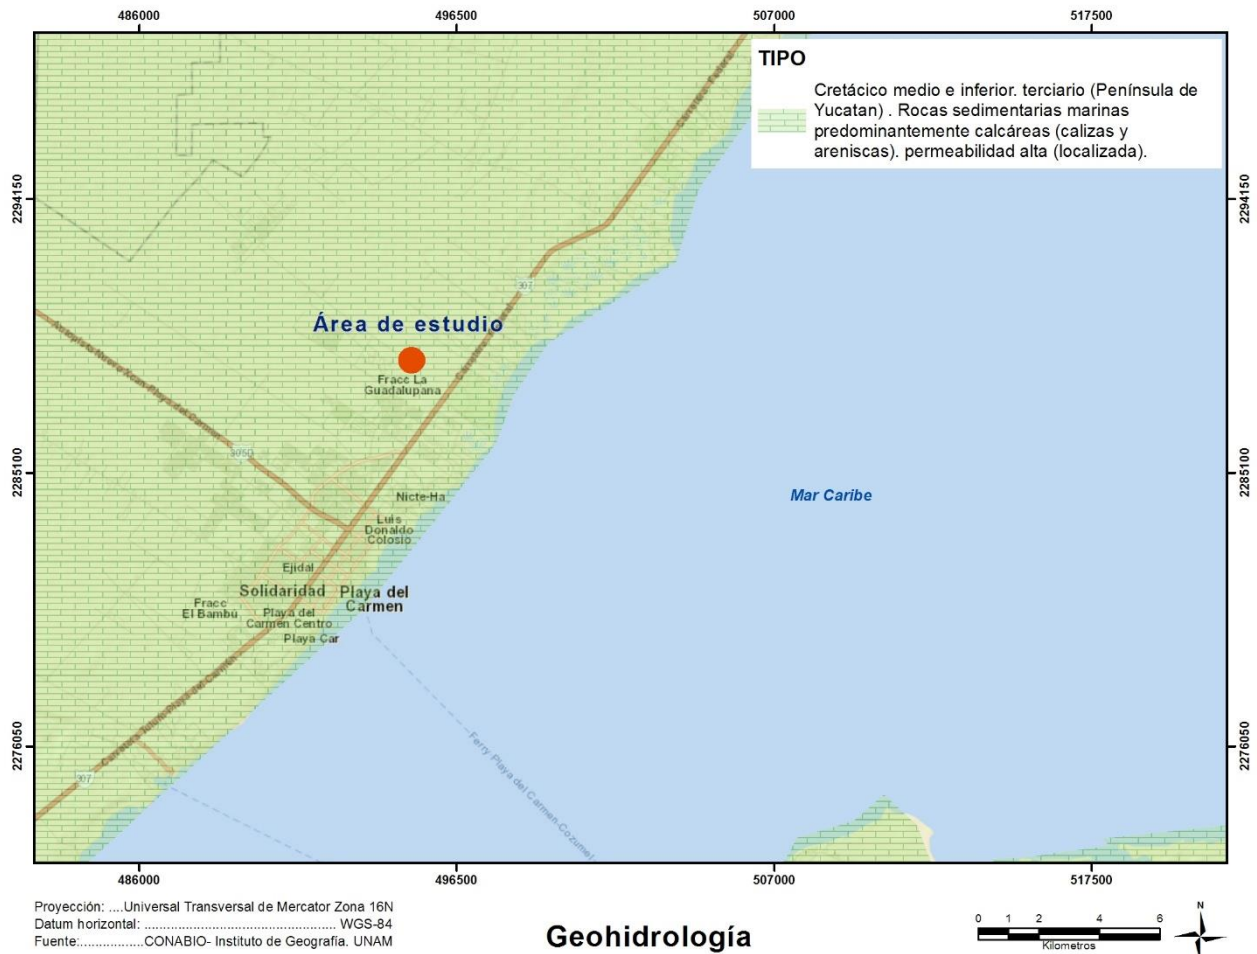 486000 496500 507000 517500
TIPO
Cretácico medio e inferior. terciario (Península de
Yucatan) . Rocas sedimentarias marinas
predominantemente calcáreas (calizas y
areniscas). permeabilidad alta (localizada).
2294150 2294150
307
Área de estudio
Fracc La
Guadalupana
305D
2285100 2285100
Mar Caribe
Nicte-Ha
Luis
Donaldo
Colosio
Ejidal
Solidaridad
Playa del
Carmen
Fracc
El Bambú
Playa del
Carmen Centro
Playa Car
2276050 2276050
Ferry Playa del Carmen-Cozumel
307
486000 496500 507000 517500
Proyección: ....Universal Transversal de Mercator Zona 16N
Datum horizontal: ................................................ WGS-84
Fuente:.................CONABIO- Instituto de Geografía. UNAM
Geohidrología
0 1 2 4 6
Kilometros
N